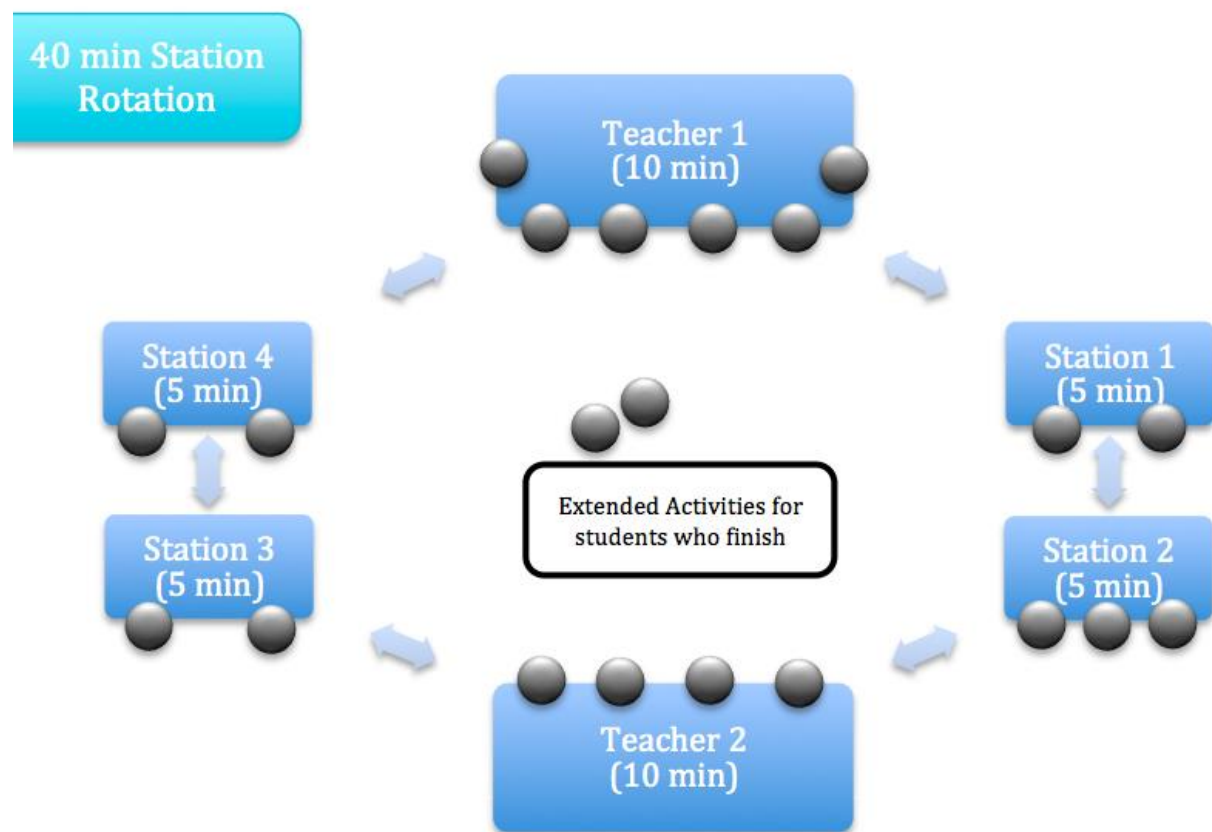 40 min Station
Rotation
Teacher 1
(10 min)
Station 4
(5 min)
Station 1
(5 min)
Extended Activities for
students who finish
Station 3
(5 min)
Station 2
(5 min)
Teacher 2
(10 min)